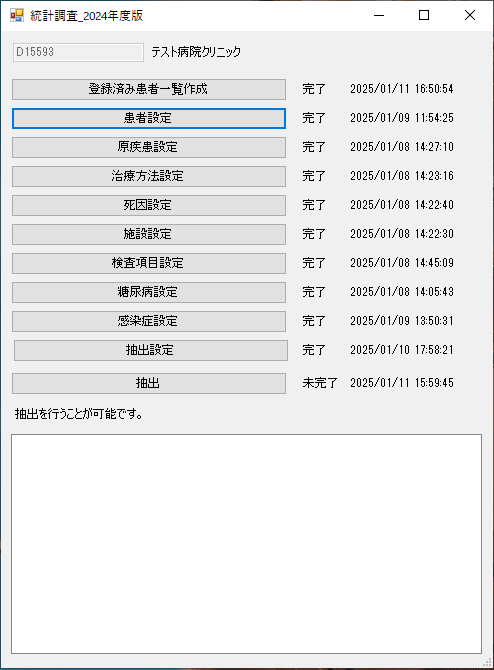 統計調査_2024年度版
D15593 テスト病院クリニック
登録済み患者一覧作成 完了 2025/01/11 16:50:54
患者設定 完了 2025/01/09 11:54:25
原疾患設定 完了 2025/01/08 14:27:10
治療方法設定 完了 2025/01/08 14:23:16
死因設定 完了 2025/01/08 14:22:40
施設設定 完了 2025/01/08 14:22:30
検査項目設定 完了 2025/01/08 14:45:09
糖尿病設定 完了 2025/01/08 14:05:43
感染症設定 完了 2025/01/09 13:50:31
抽出設定 完了 2025/01/10 17:58:21
抽出 未完了 2025/01/11 15:59:45
抽出を行うことが可能です。